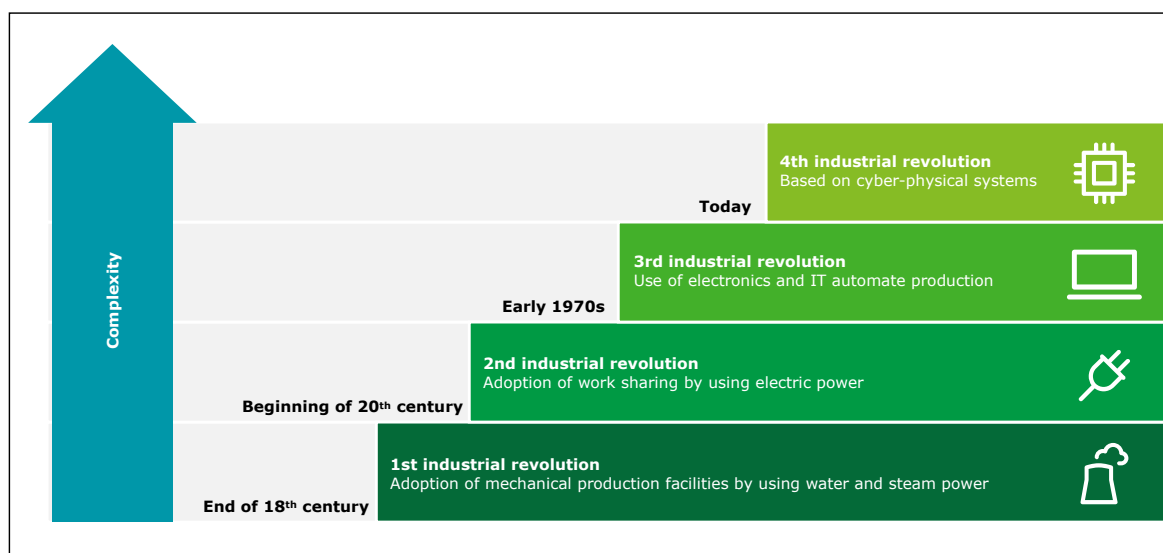 4th industrial revolution
Based on cyber-physical systems
Today
3rd industrial revolution
Use of electronics and IT automate production
Early 1970s
Complexity
2nd industrial revolution
Adoption of work sharing by using electric power
Beginning of 20th century
1st industrial revolution
Adoption of mechanical production facilities by using water and steam power
End of 18th century